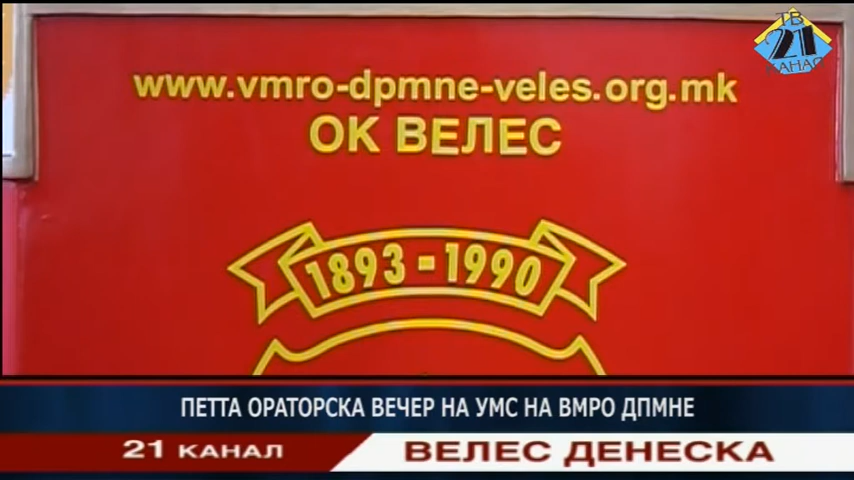 ТВ
21
КАНАЛ
www.vmro-dpmne-veles.org.mk
ОК ВЕЛЕС
1893-1990
ПЕТТА ОРАТОРСКА ВЕЧЕР НА УМС НА ВМРО ДПМНЕ
21 КАНАЛ
ВЕЛЕС ДЕНЕСКА